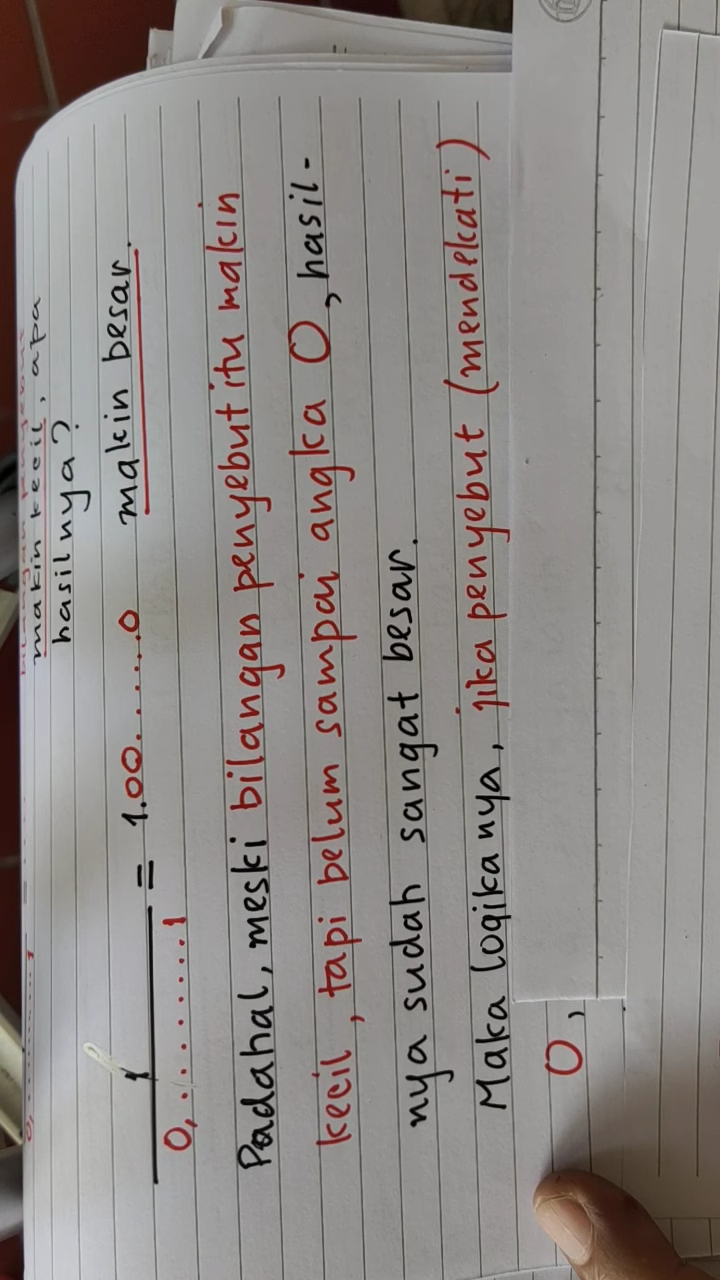 makin kecil, apa
hasilnya?
1
0,.........1
= 1.00.......0 makin besar.
Padahal, meski bilangan penyebut itu makin
kecil, tapi belum sampai angka 0, hasil-
nya sudah sangat besar.
Maka logikanya, jika penyebut (mendekati)
0,